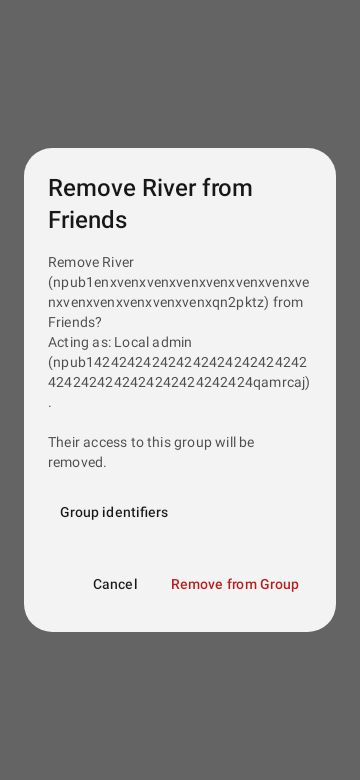 Remove River from
Friends
Remove River
(npub1enxvenxvenxvenxvenxvenxvenxve
nxvenxvenxvenxvenxvenxqn2pktz) from
Friends?
Acting as: Local admin
(npub142424242424242424242424242
4242424242424242424242424qamrcaj)
.
Their access to this group will be
removed.
Group identifiers
Cancel
Remove from Group